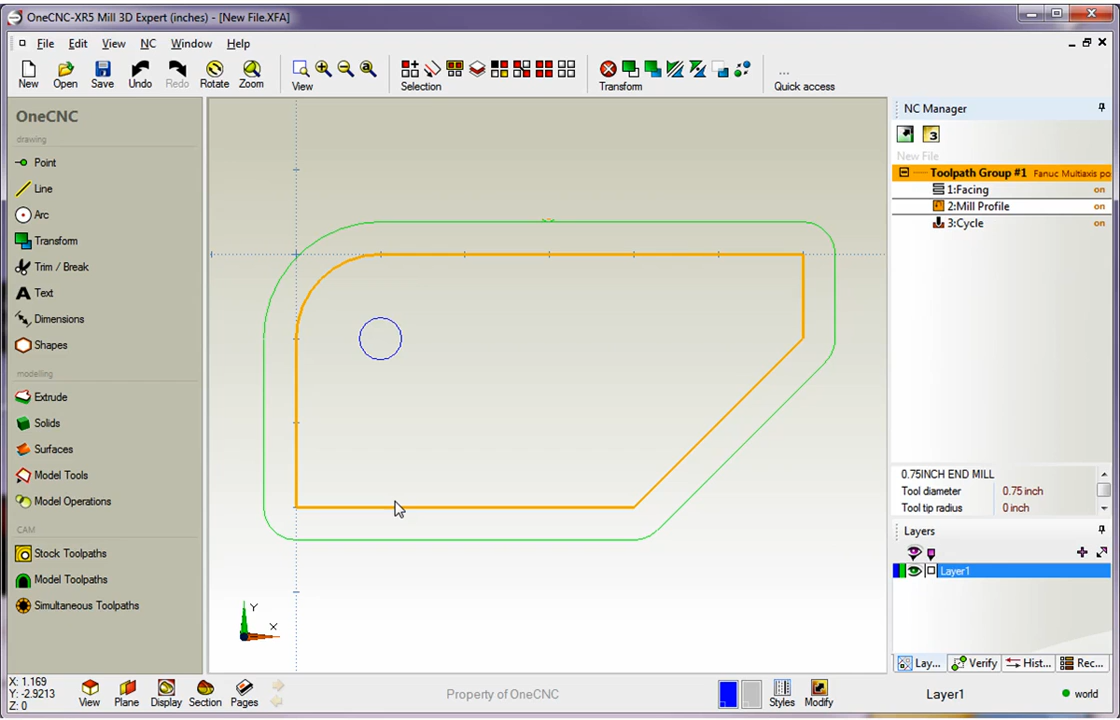 OneCNC-XR5 Mill 3D Expert (inches) - [New File.XFA]
File Edit View NC Window Help
New Open Save Undo Redo Rotate Zoom View Selection Transform Quick access
OneCNC
drawing
Point
Line
Arc
Transform
Trim / Break
Text
Dimensions
Shapes
modelling
Extrude
Solids
Surfaces
Model Tools
Model Operations
CAM
Stock Toolpaths
Model Toolpaths
Simultaneous Toolpaths
Y
X
NC Manager
3
New File
Toolpath Group #1 Fanuc Multiaxis po
1:Facing on
2:Mill Profile on
3:Cycle on
0.75INCH END MILL
Tool diameter 0.75 inch
Tool tip radius 0 inch
Layers
Layer1
Lay... Verify Hist... Rec...
X: 1.169
Y: -2.9213
Z: 0
View Plane Display Section Pages
Property of OneCNC
Styles Modify
Layer1
world